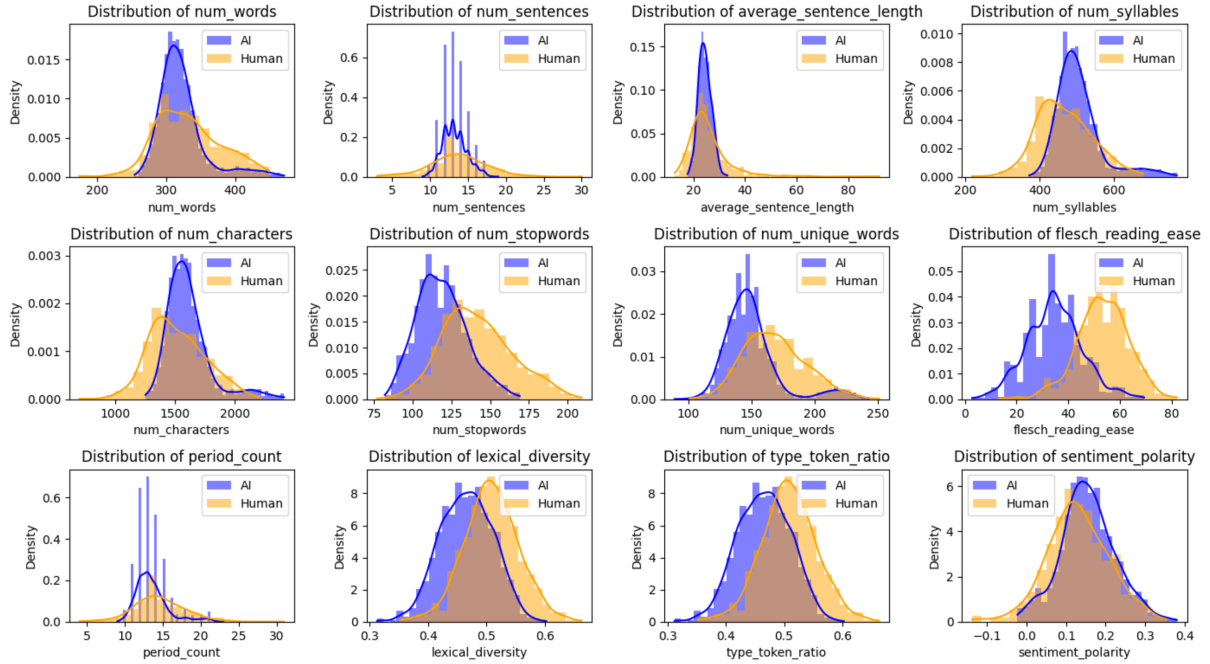 Distribution of num_words
AI
Human
Density
0.015
0.010
0.005
0.000
200 300 400
num_words
Distribution of num_sentences
AI
Human
Density
0.6
0.4
0.2
0.0
5 10 15 20 25 30
num_sentences
Distribution of average_sentence_length
AI
Human
Density
0.15
0.10
0.05
0.00
20 40 60 80
average_sentence_length
Distribution of num_syllables
AI
Human
Density
0.010
0.008
0.006
0.004
0.002
0.000
200 400 600
num_syllables
Distribution of num_characters
AI
Human
Density
0.003
0.002
0.001
0.000
1000 1500 2000
num_characters
Distribution of num_stopwords
AI
Human
Density
0.025
0.020
0.015
0.010
0.005
0.000
75 100 125 150 175 200
num_stopwords
Distribution of num_unique_words
AI
Human
Density
0.03
0.02
0.01
0.00
100 150 200 250
num_unique_words
Distribution of flesch_reading_ease
AI
Human
Density
0.05
0.04
0.03
0.02
0.01
0.00
0 20 40 60 80
flesch_reading_ease
Distribution of period_count
AI
Human
Density
0.6
0.4
0.2
0.0
5 10 15 20 25 30
period_count
Distribution of lexical_diversity
AI
Human
Density
8
6
4
2
0
0.3 0.4 0.5 0.6
lexical_diversity
Distribution of type_token_ratio
AI
Human
Density
8
6
4
2
0
0.3 0.4 0.5 0.6
type_token_ratio
Distribution of sentiment_polarity
AI
Human
Density
6
4
2
0
−0.1 0.0 0.1 0.2 0.3 0.4
sentiment_polarity